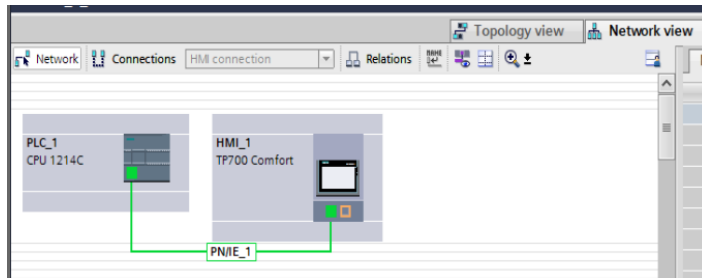 Topology view
Network view
Network
Connections
HMI connection
Relations
PLC_1
CPU 1214C
HMI_1
TP700 Comfort
PN/IE_1